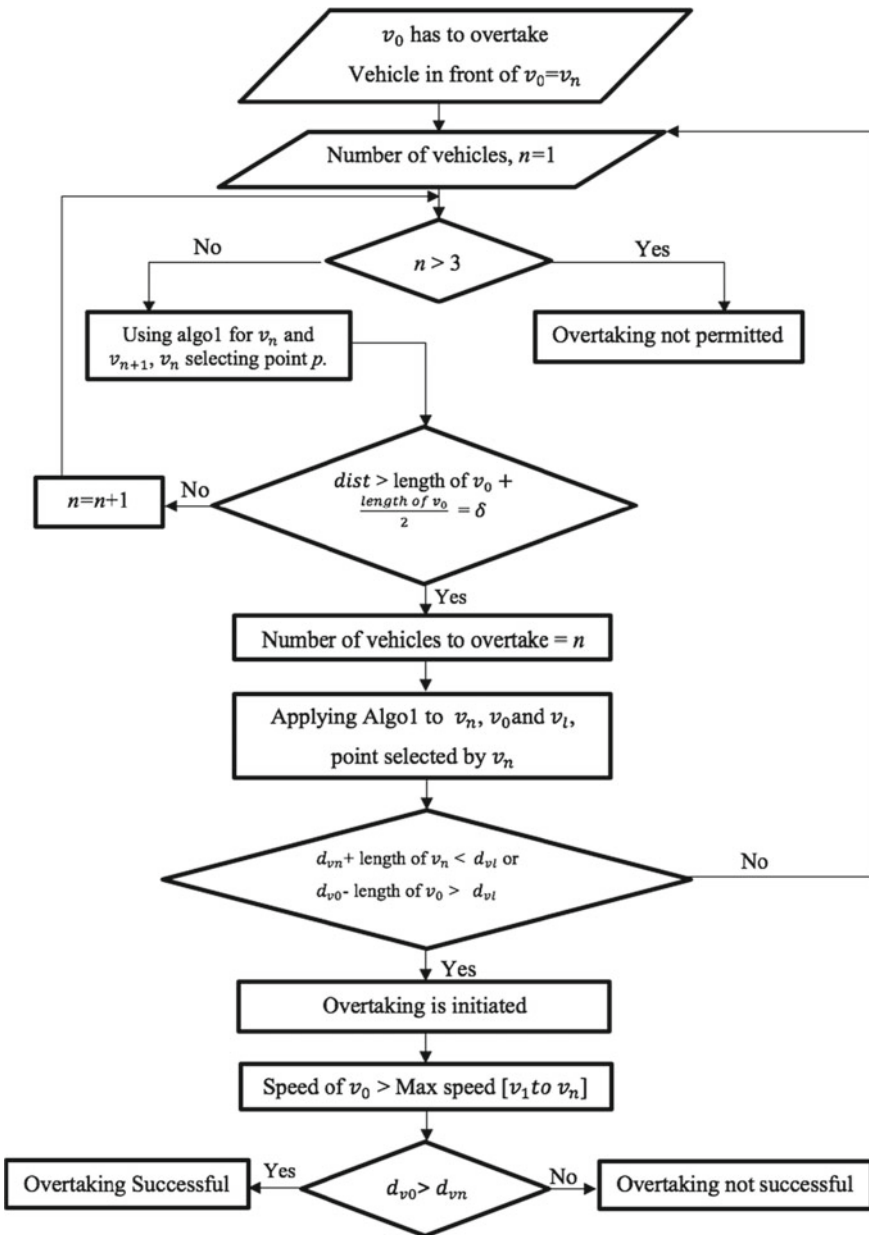 v₀ has to overtake
Vehicle in front of v₀=vₙ
Number of vehicles, n=1
No
Yes
n > 3
Using algo1 for vₙ and
vₙ₊₁, vₙ selecting point p.
Overtaking not permitted
dist > length of v₀ +
length of v₀ / 2 = δ
No
n=n+1
Yes
Number of vehicles to overtake = n
Applying Algo1 to vₙ, v₀and vₗ,
point selected by vₙ
dᵥₙ+ length of vₙ < dᵥₗ or
dᵥ₀- length of v₀ > dᵥₗ
No
Yes
Overtaking is initiated
Speed of v₀ > Max speed [v₁to vₙ]
Overtaking Successful
Yes
dᵥ₀> dᵥₙ
No
Overtaking not successful